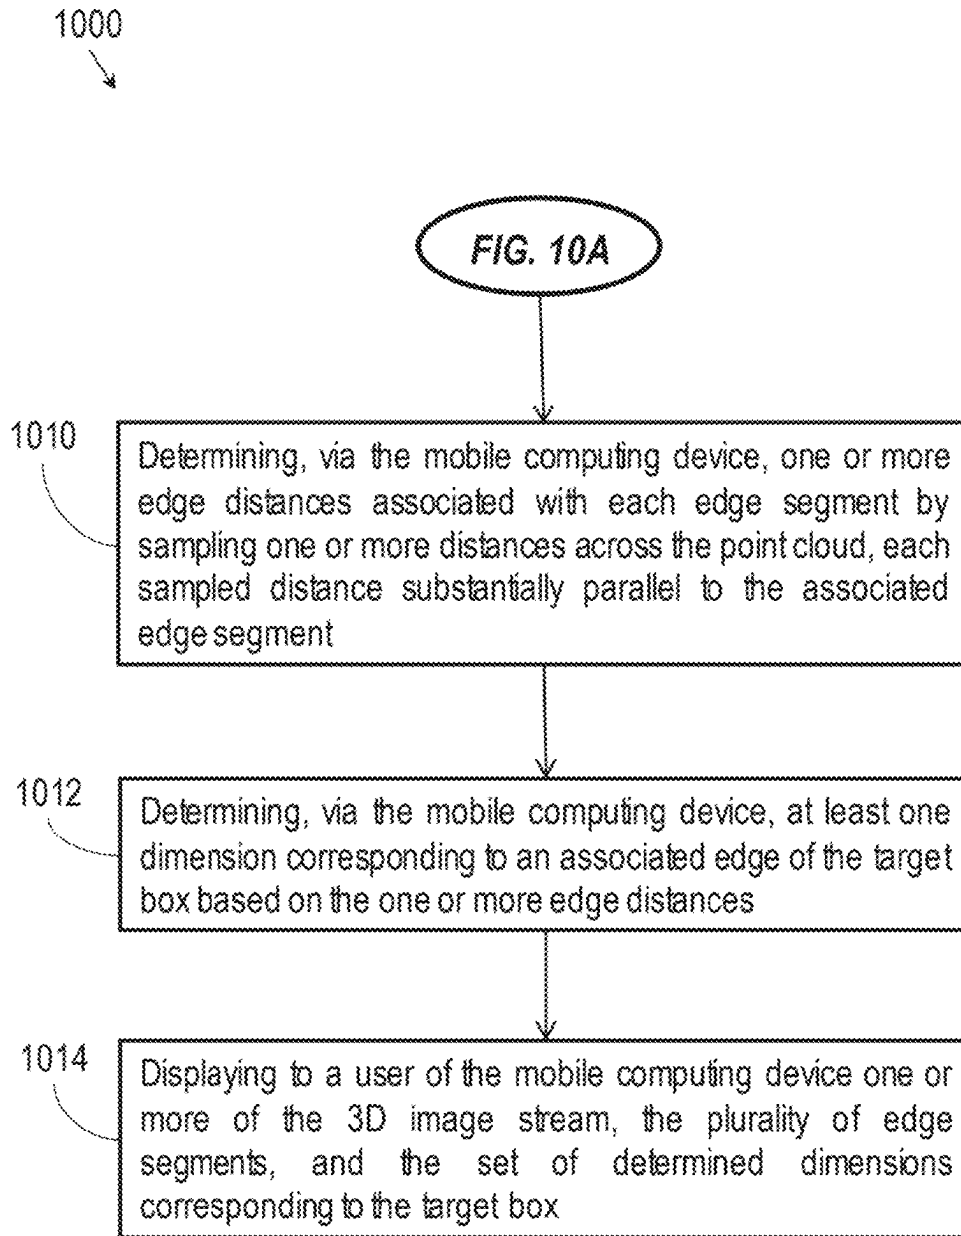 1000
FIG. 10A
1010
Determining, via the mobile computing device, one or more
edge distances associated with each edge segment by
sampling one or more distances across the point cloud, each
sampled distance substantially parallel to the associated
edge segment
1012
Determining, via the mobile computing device, at least one
dimension corresponding to an associated edge of the target
box based on the one or more edge distances
1014
Displaying to a user of the mobile computing device one or
more of the 3D image stream, the plurality of edge
segments, and the set of determined dimensions
corresponding to the target box